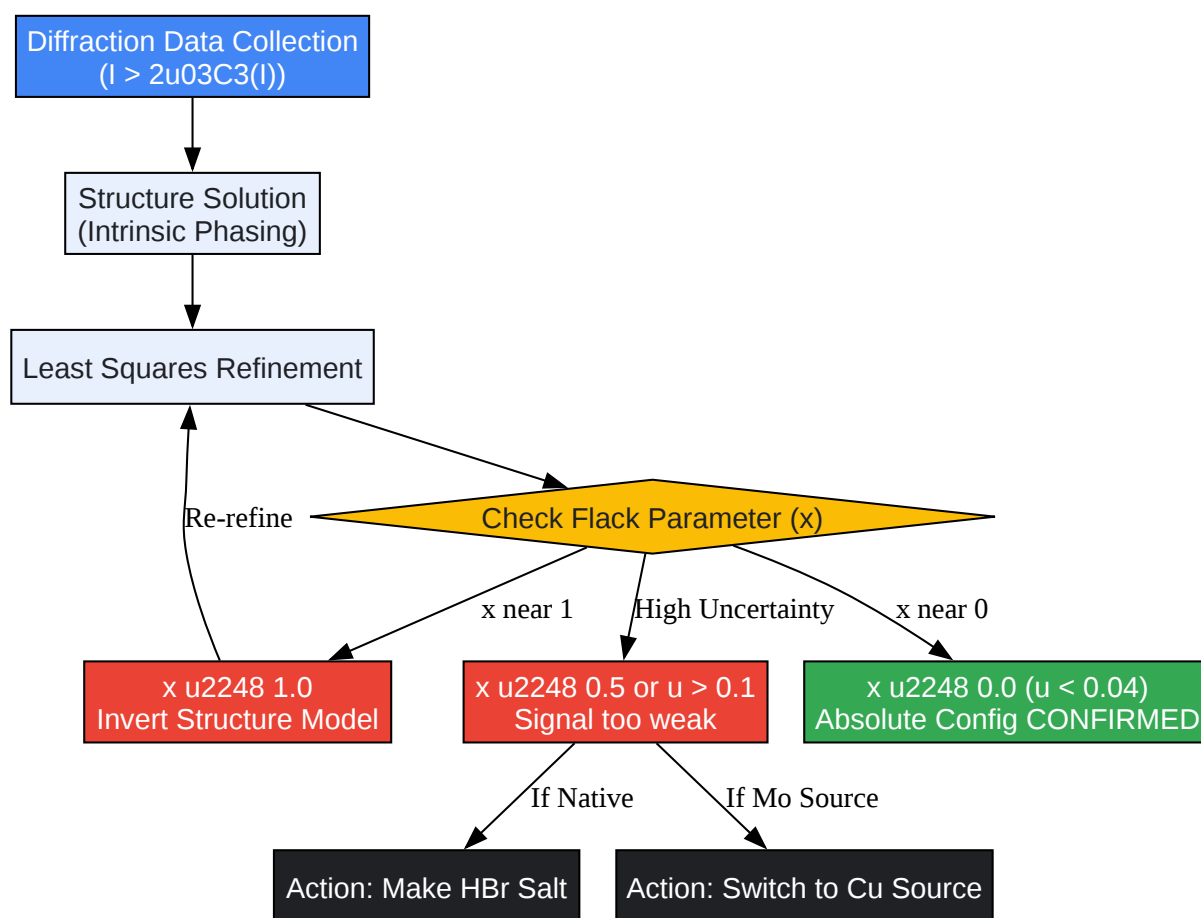 Diffraction Data Collection
(I > 2u03C3(I))
Structure Solution
(Intrinsic Phasing)
Least Squares Refinement
Re-refine
Check Flack Parameter (x)
x near 1
High Uncertainty
x near 0
x u2248 1.0
Invert Structure Model
x u2248 0.5 or u > 0.1
Signal too weak
x u2248 0.0 (u < 0.04)
Absolute Config CONFIRMED
If Native
If Mo Source
Action: Make HBr Salt
Action: Switch to Cu Source